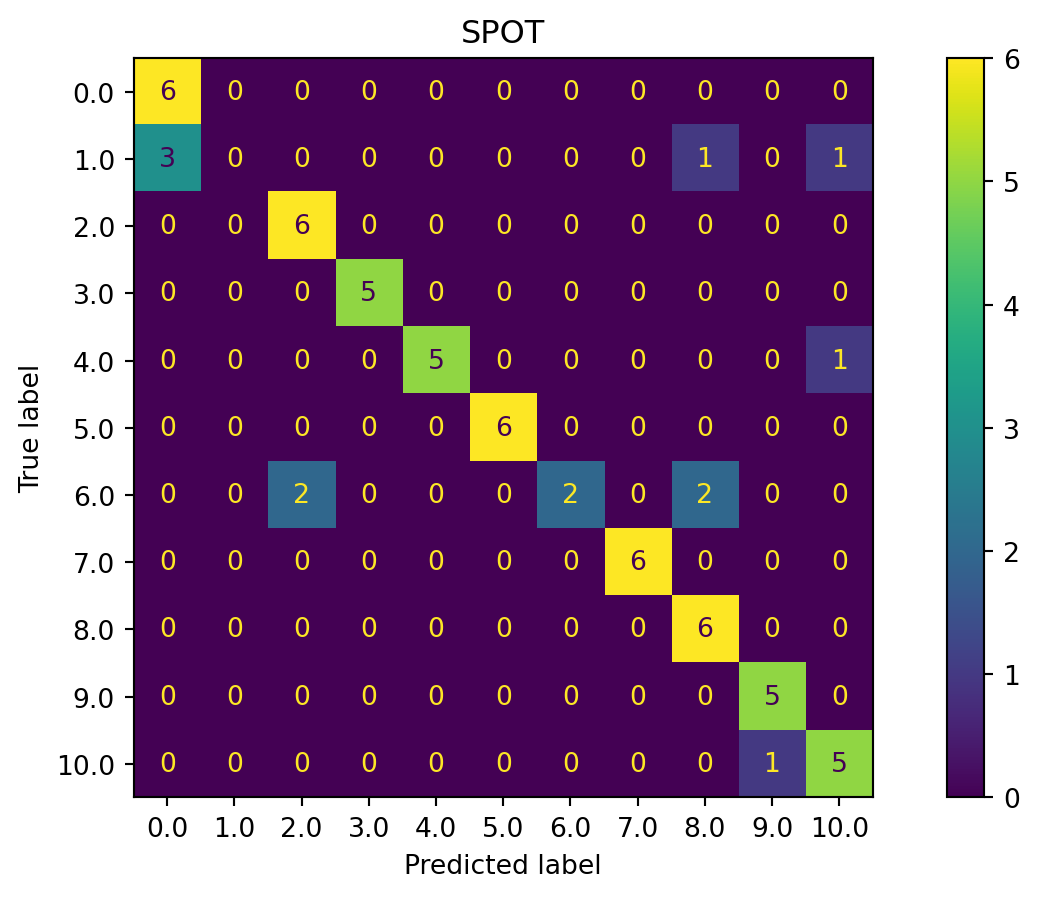 SPOT
0.0 6 0 0 0 0 0 0 0 0 0 0
1.0 3 0 0 0 0 0 0 0 1 0 1
2.0 0 0 6 0 0 0 0 0 0 0 0
3.0 0 0 0 5 0 0 0 0 0 0 0
4.0 0 0 0 0 5 0 0 0 0 0 1
5.0 0 0 0 0 0 6 0 0 0 0 0
6.0 0 0 2 0 0 0 2 0 2 0 0
7.0 0 0 0 0 0 0 0 6 0 0 0
8.0 0 0 0 0 0 0 0 0 6 0 0
9.0 0 0 0 0 0 0 0 0 0 5 0
10.0 0 0 0 0 0 0 0 0 0 1 5
0.0 1.0 2.0 3.0 4.0 5.0 6.0 7.0 8.0 9.0 10.0
Predicted label
True label
6
5
4
3
2
1
0